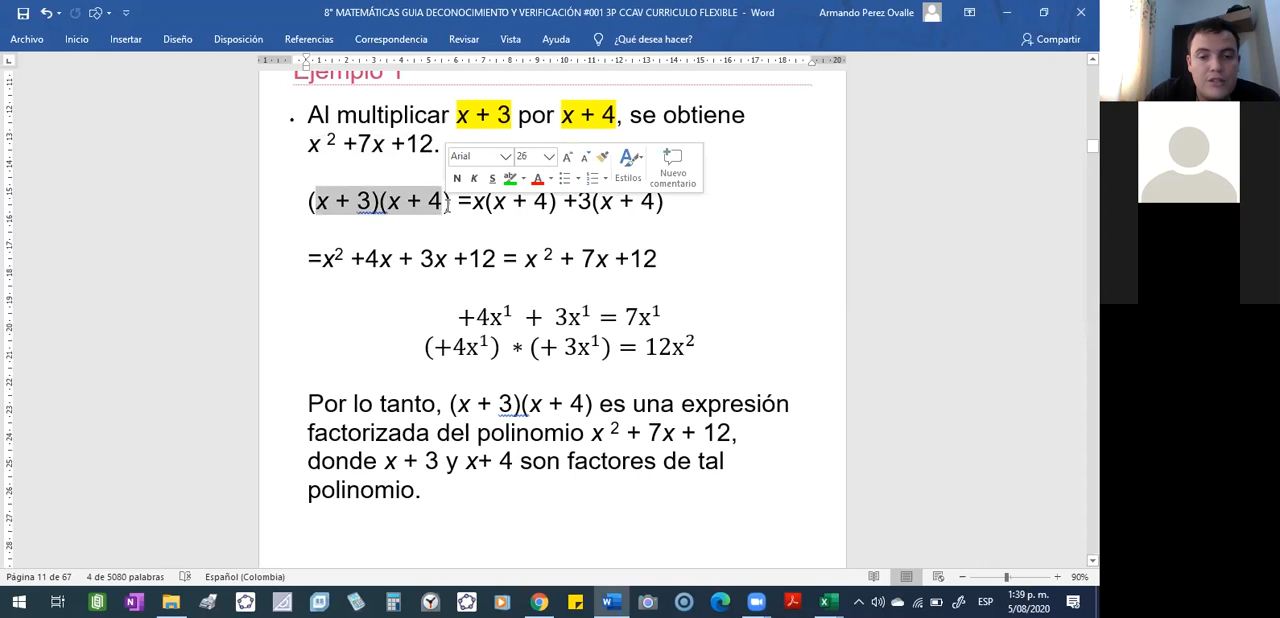 8° MATEMÁTICAS GUIA DECONOCIMIENTO Y VERIFICACIÓN #001 3P CCAV CURRICULO FLEXIBLE - Word
Armando Perez Ovalle
Archivo Inicio Insertar Diseño Disposición Referencias Correspondencia Revisar Vista Ayuda ¿Qué desea hacer? Compartir
Ejemplo 1
• Al multiplicar x + 3 por x + 4, se obtiene
x ² +7x +12.
Arial 26
N K S
Estilos
Nuevo
comentario
(x + 3)(x + 4) =x(x + 4) +3(x + 4)
=x² +4x + 3x +12 = x ² + 7x +12
+4x¹ + 3x¹ = 7x¹
(+4x¹) * (+ 3x¹) = 12x²
Por lo tanto, (x + 3)(x + 4) es una expresión
factorizada del polinomio x ² + 7x + 12,
donde x + 3 y x+ 4 son factores de tal
polinomio.
Página 11 de 67 4 de 5080 palabras Español (Colombia) 90%
ESP
1:39 p. m.
5/08/2020